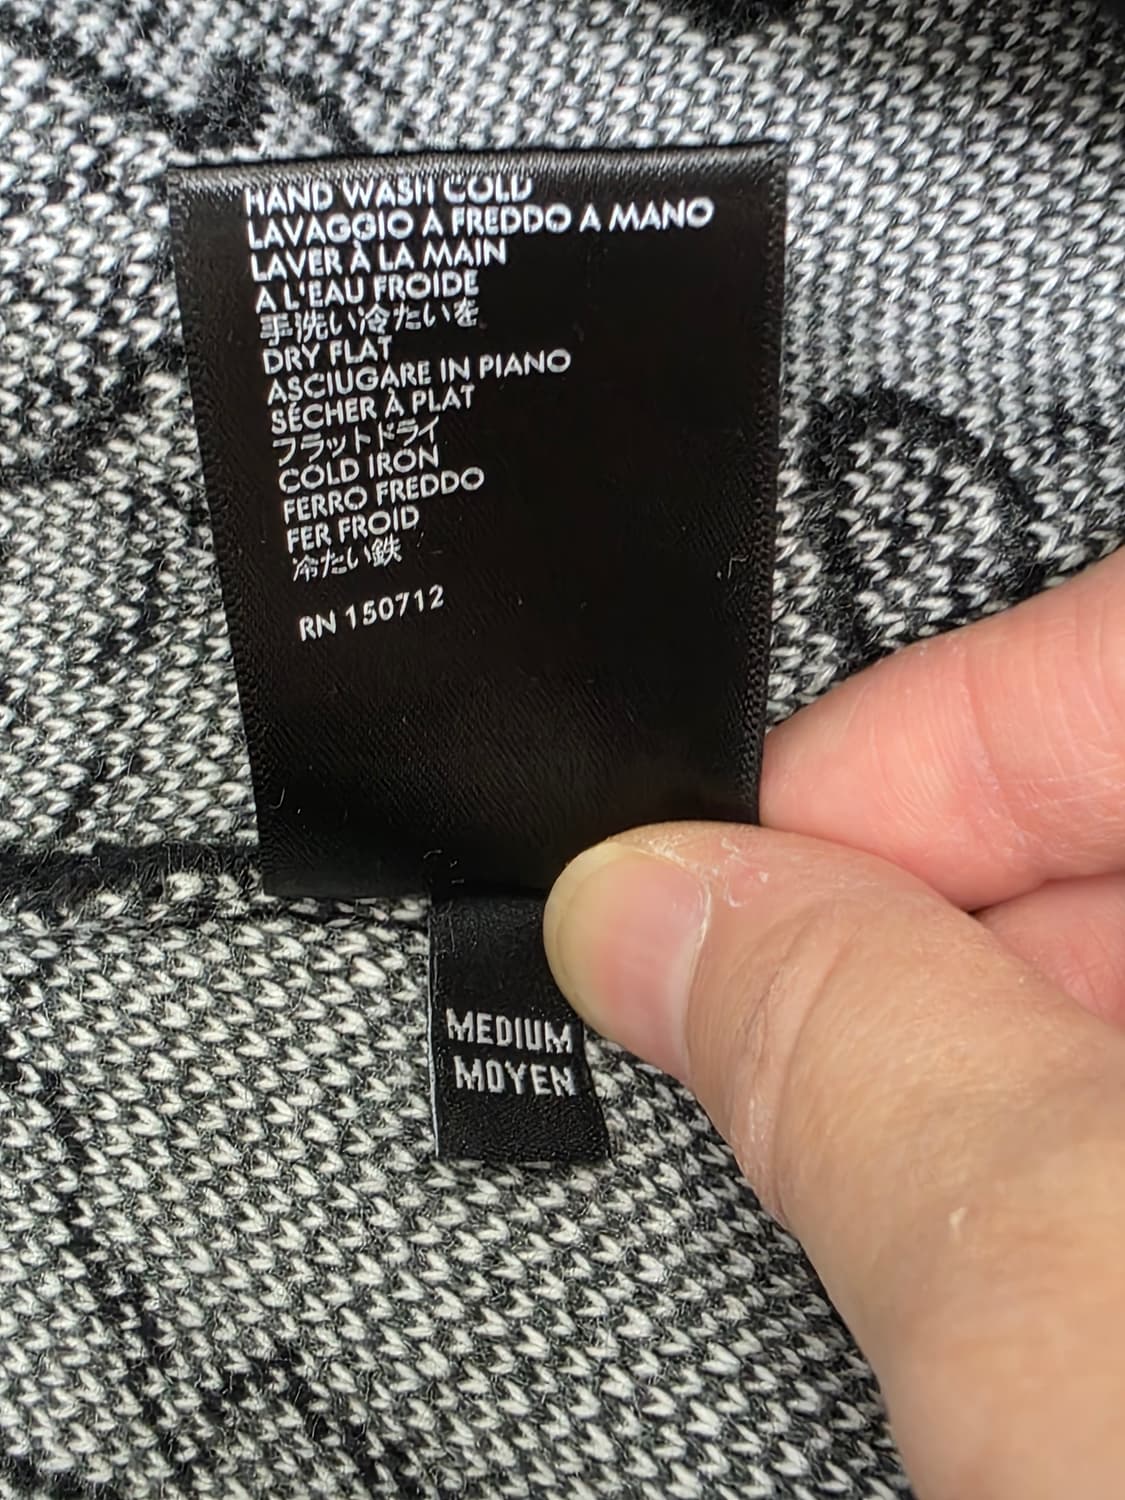 HAND WASH COLD
LAVAGGIO A FREDDO A MANO
LAVER À LA MAIN
A L'EAU FROIDE
手洗い冷たいを
DRY FLAT
ASCIUGARE IN PIANO
SÉCHER À PLAT
フラットドライ
COLD IRON
FERRO FREDDO
FER FROID
冷たい鉄
RN 150712
MEDIUM
MOYEN